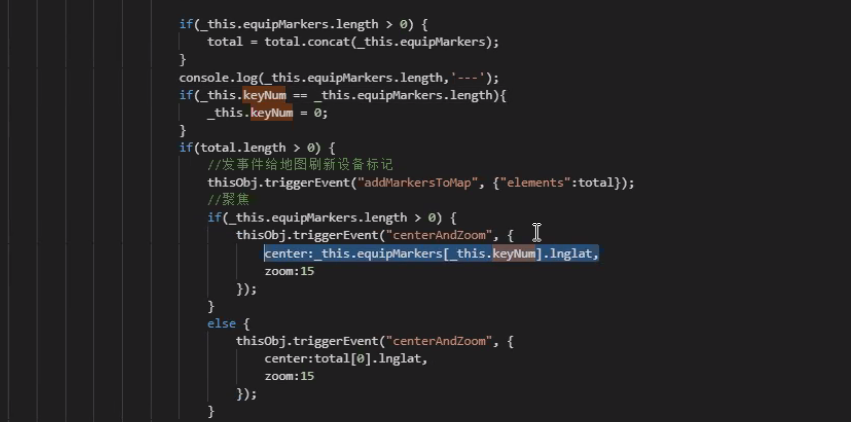 if(_this.equipMarkers.length > 0) {
total = total.concat(_this.equipMarkers);
}
console.log(_this.equipMarkers.length,'---');
if(_this.keyNum == _this.equipMarkers.length){
_this.keyNum = 0;
}
if(total.length > 0) {
//发事件给地图刷新设备标记
thisObj.triggerEvent("addMarkersToMap", {"elements":total});
//聚焦
if(_this.equipMarkers.length > 0) {
thisObj.triggerEvent("centerAndZoom", {
center:_this.equipMarkers[_this.keyNum].lnglat,
zoom:15
});
}
else {
thisObj.triggerEvent("centerAndZoom", {
center:total[0].lnglat,
zoom:15
});
}